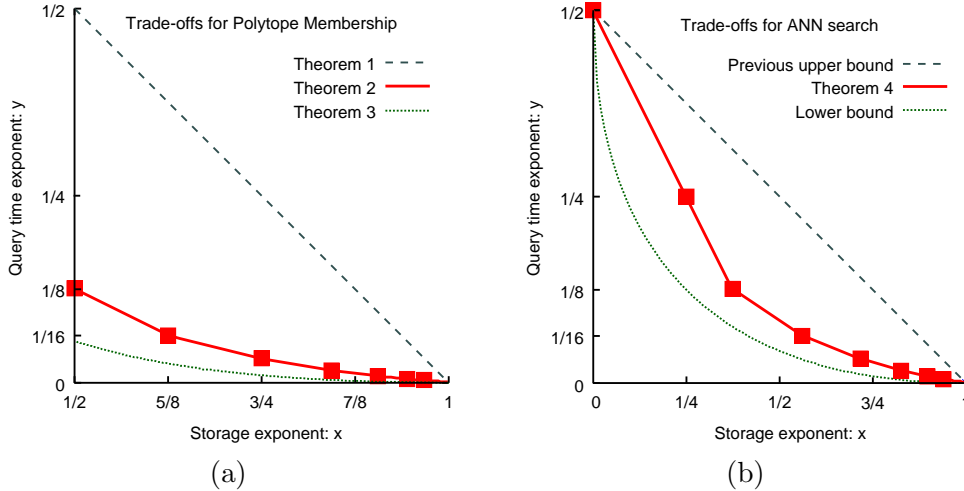 Trade-offs for Polytope Membership
Theorem 1
Theorem 2
Theorem 3
Query time exponent: y
1/2
1/4
1/8
1/16
0
1/2 5/8 3/4 7/8 1
Storage exponent: x
(a)
Trade-offs for ANN search
Previous upper bound
Theorem 4
Lower bound
Query time exponent: y
1/2
1/4
1/8
1/16
0
0 1/4 1/2 3/4 1
Storage exponent: x
(b)